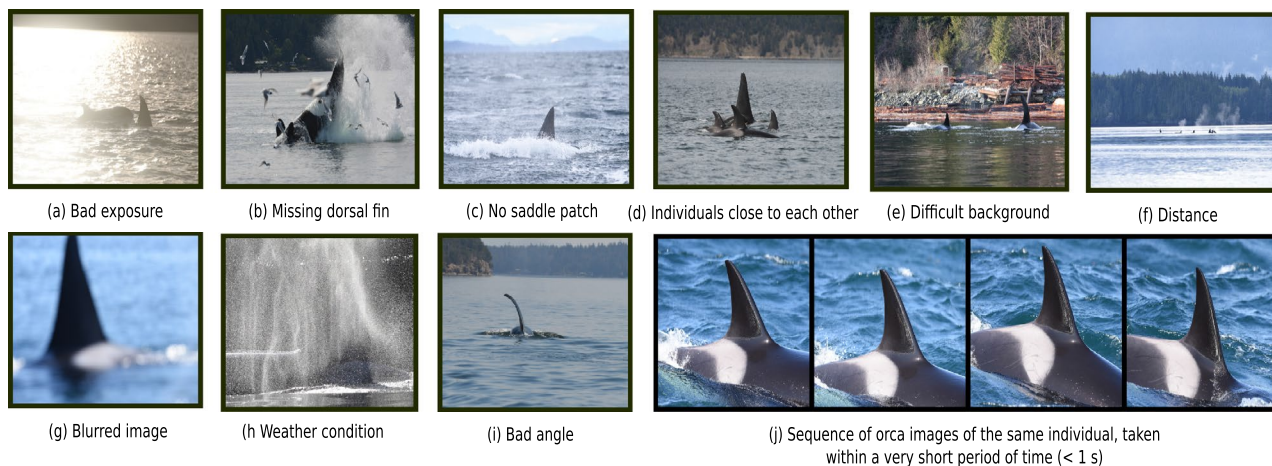 (a) Bad exposure
(b) Missing dorsal fin
(c) No saddle patch
(d) Individuals close to each other
(e) Difficult background
(f) Distance
(g) Blurred image
(h Weather condition
(i) Bad angle
(j) Sequence of orca images of the same individual, taken
within a very short period of time (< 1 s)